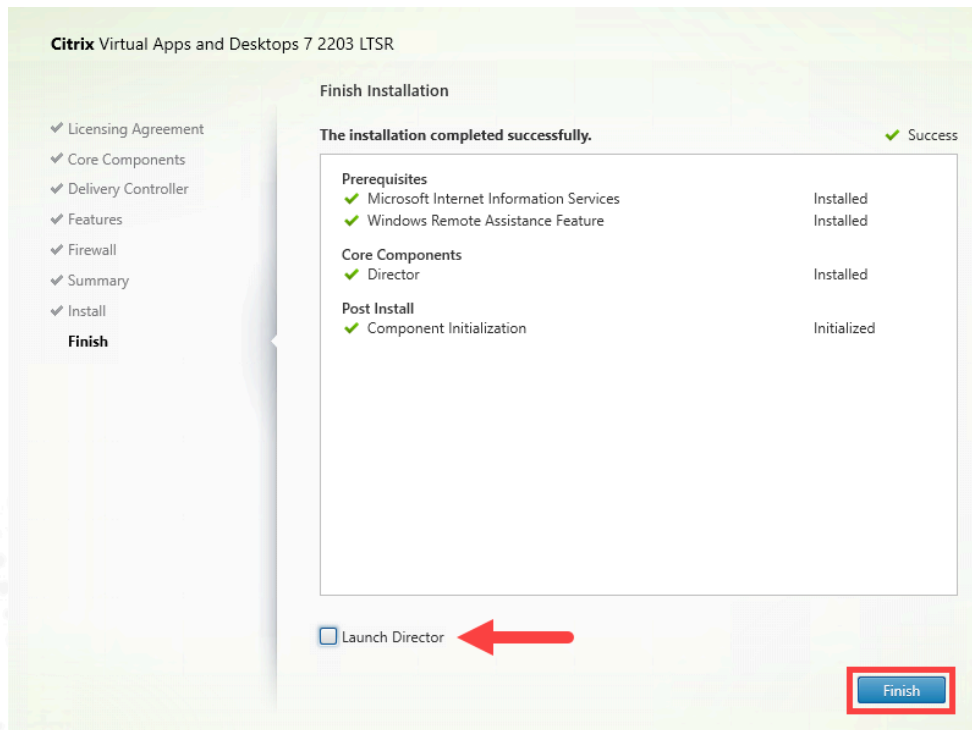 Citrix Virtual Apps and Desktops 7 2203 LTSR
Finish Installation
Licensing Agreement
Core Components
Delivery Controller
Features
Firewall
Summary
Install
Finish
The installation completed successfully.
Success
Prerequisites
Microsoft Internet Information Services Installed
Windows Remote Assistance Feature Installed
Core Components
Director Installed
Post Install
Component Initialization Initialized
Launch Director
Finish